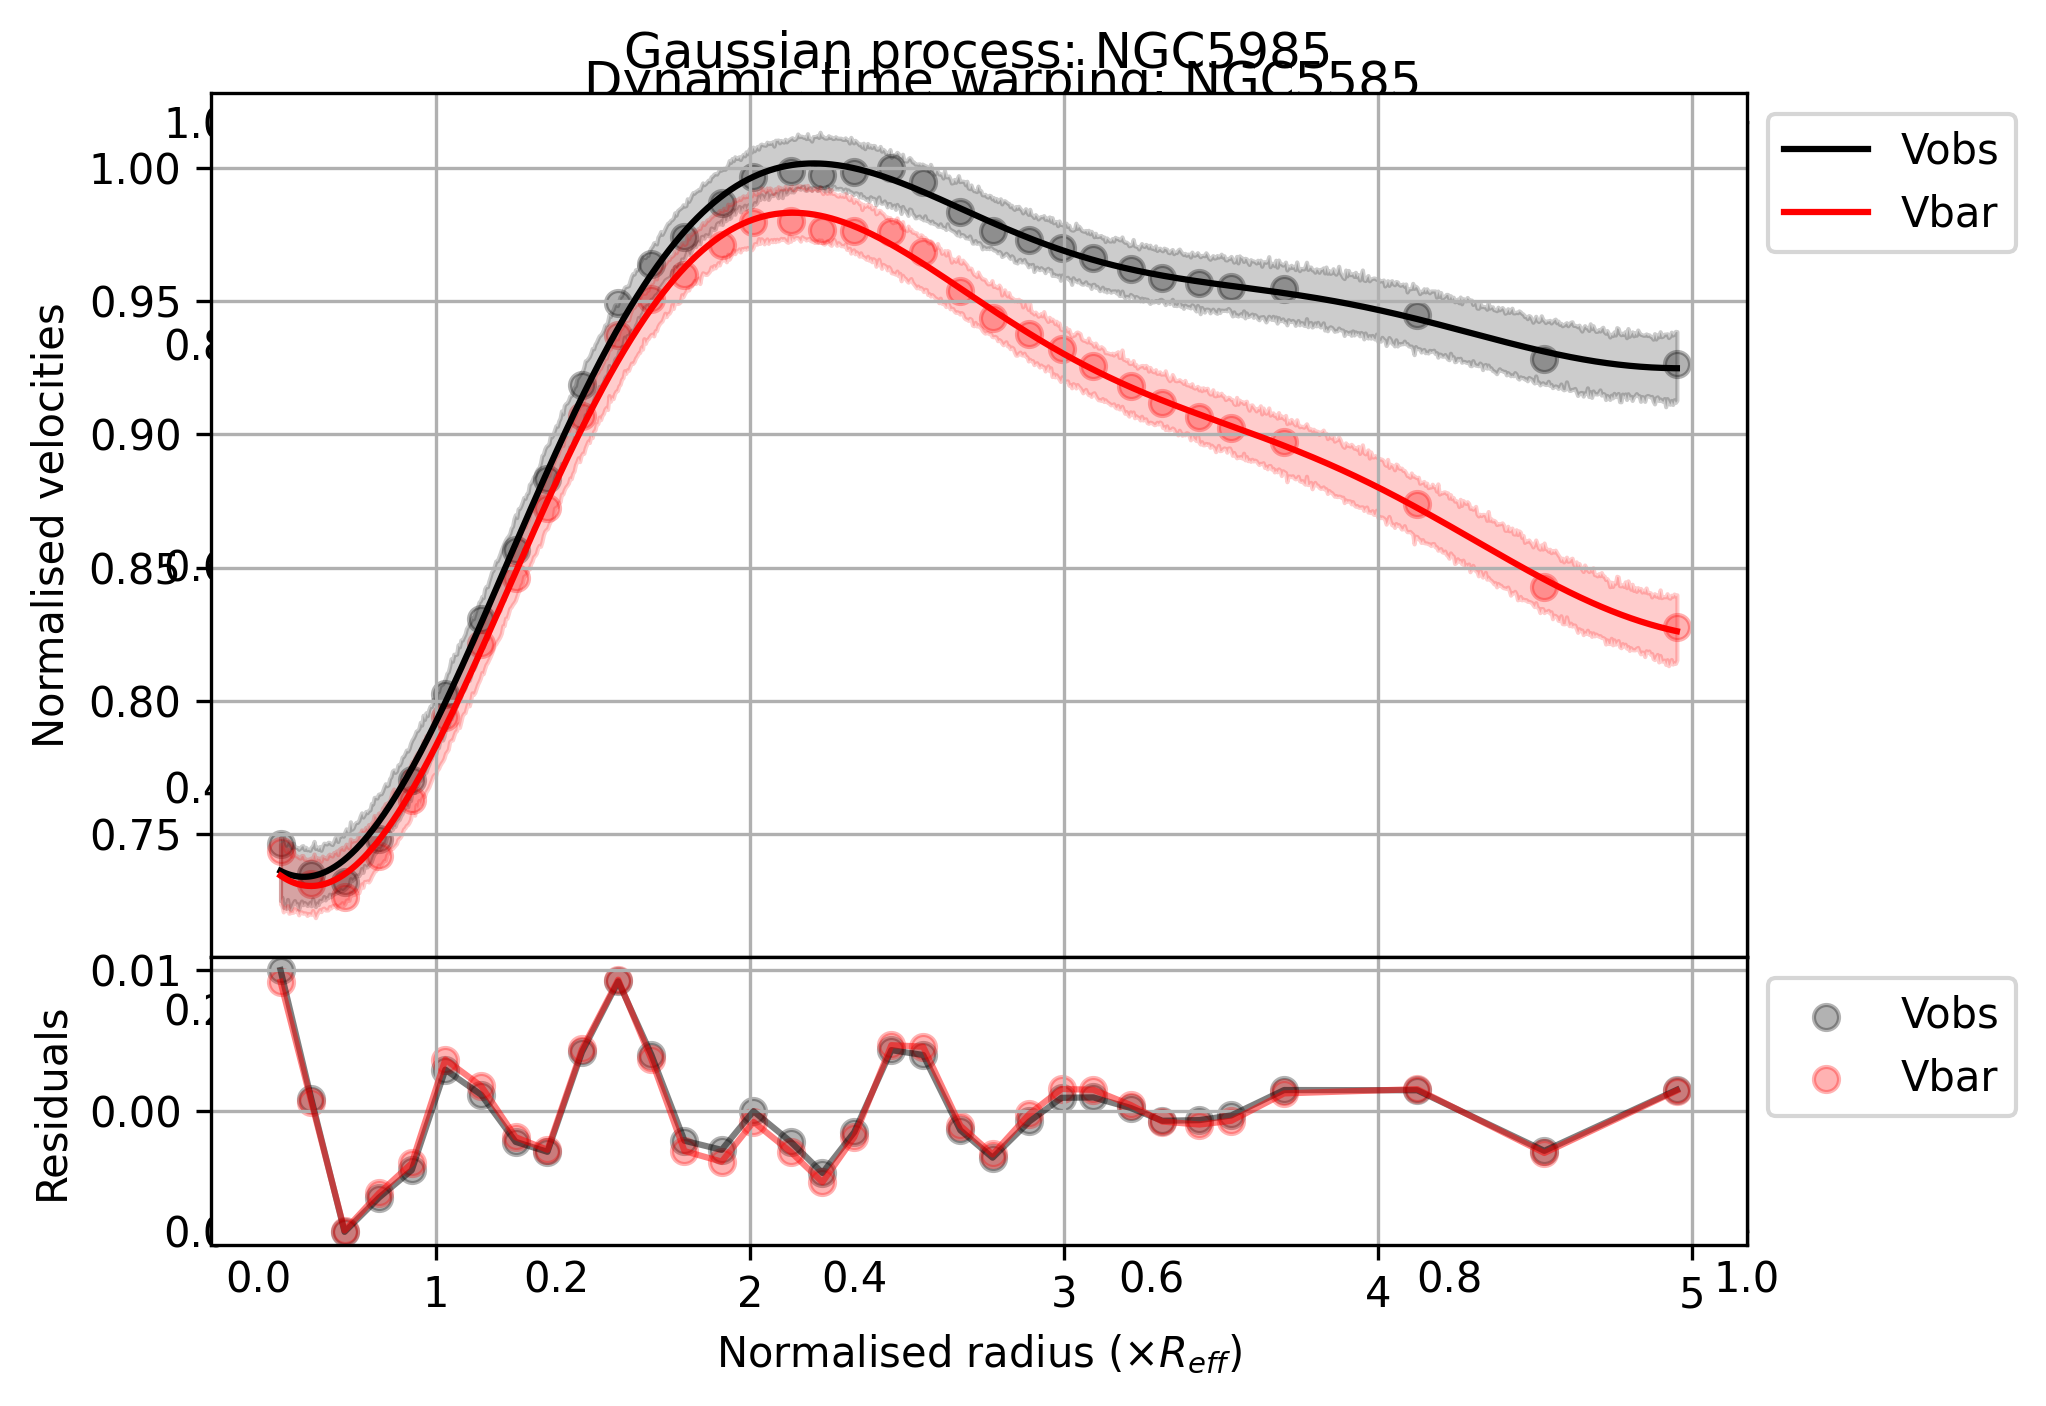 Gaussian process: NGC5985
Dynamic time warping: NGC5585
Normalised velocities
1.00
0.95
0.90
0.85
0.80
0.75
Vobs
Vbar
Residuals
0.01
0.00
Vobs
Vbar
0.0
0.2
0.4
0.6
0.8
1.0
1
2
3
4
5
Normalised radius (×R_eff)